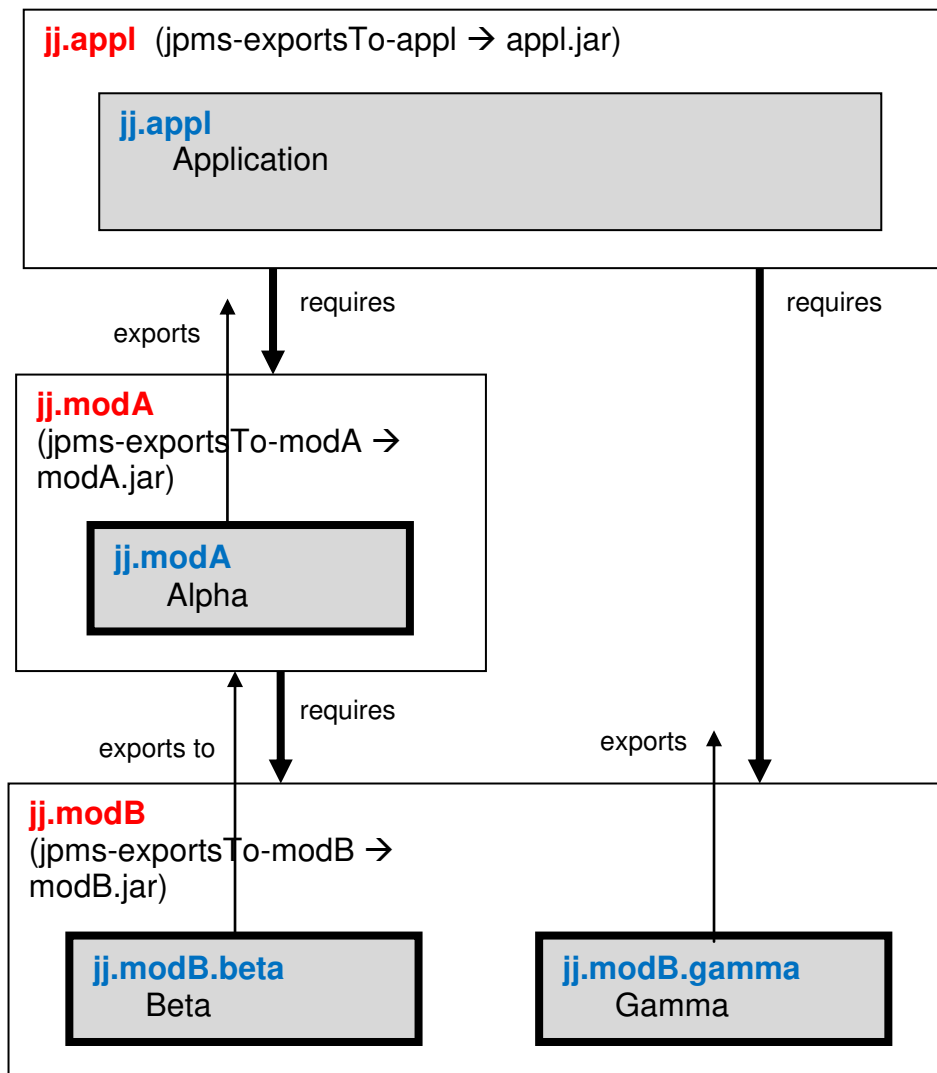 jj.appl (jpms-exportsTo-appl → appl.jar)
jj.appl
Application
requires
requires
exports
jj.modA
(jpms-exportsTo-modA →
modA.jar)
jj.modA
Alpha
requires
exports to
exports
jj.modB
(jpms-exportsTo-modB →
modB.jar)
jj.modB.beta
Beta
jj.modB.gamma
Gamma